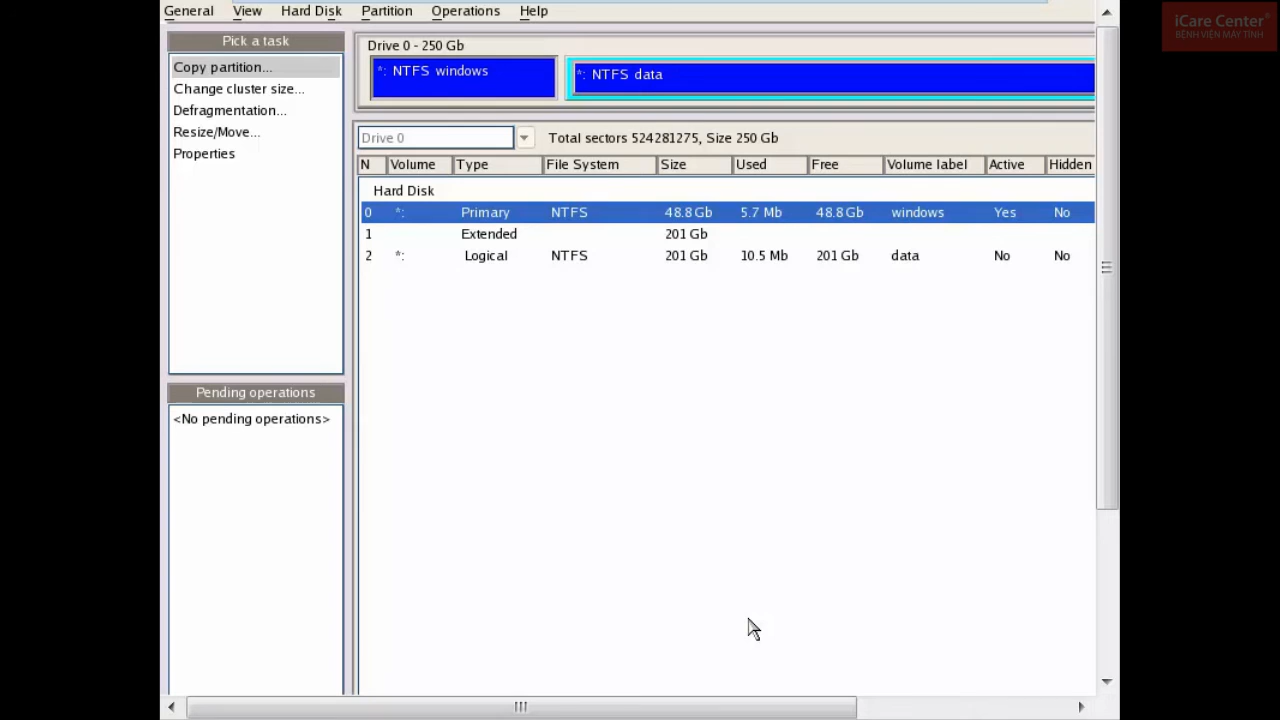 iCare Center®
BỆNH VIỆN MÁY TÍNH
General View Hard Disk Partition Operations Help
Pick a task
Copy partition...
Change cluster size...
Defragmentation...
Resize/Move...
Properties
Drive 0 - 250 Gb
*: NTFS windows
*: NTFS data
Drive 0
Total sectors 524281275, Size 250 Gb
N Volume Type File System Size Used Free Volume label Active Hidden
Hard Disk
0 *: Primary NTFS 48.8 Gb 5.7 Mb 48.8 Gb windows Yes No
1 Extended 201 Gb
2 *: Logical NTFS 201 Gb 10.5 Mb 201 Gb data No No
Pending operations
<No pending operations>